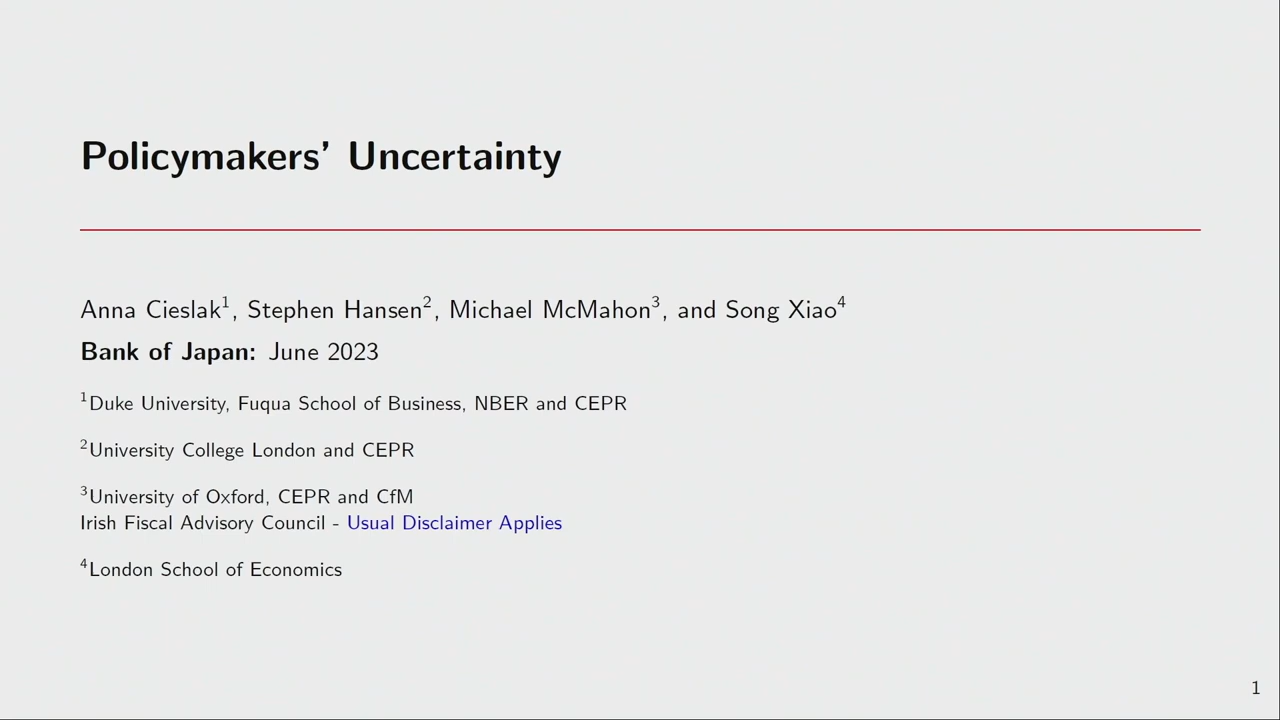 Policymakers’ Uncertainty
Anna Cieslak¹, Stephen Hansen², Michael McMahon³, and Song Xiao⁴
Bank of Japan: June 2023
¹Duke University, Fuqua School of Business, NBER and CEPR
²University College London and CEPR
³University of Oxford, CEPR and CfM
Irish Fiscal Advisory Council - Usual Disclaimer Applies
⁴London School of Economics
1